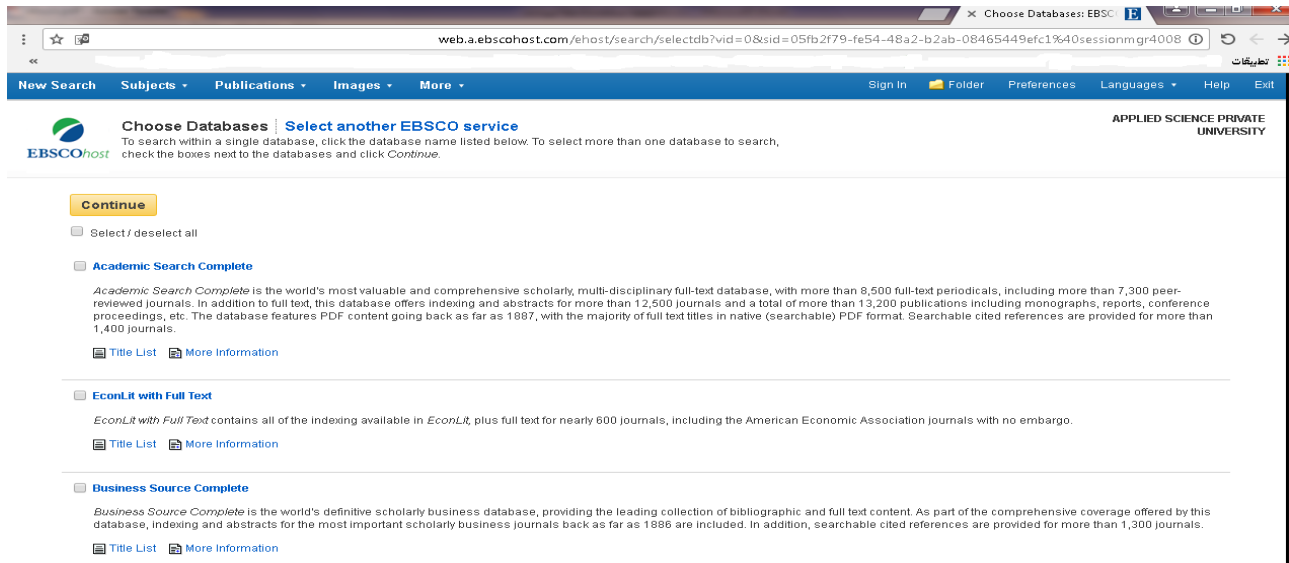 Choose Databases: EBSC
web.a.ebscohost.com/ehost/search/selectdb?vid=0&sid=05fb2f79-fe54-48a2-b2ab-08465449efc1%40sessionmgr4008
تطبيقات
New Search Subjects Publications Images More Sign In Folder Preferences Languages Help Exit
EBSCOhost
Choose Databases Select another EBSCO service
To search within a single database, click the database name listed below. To select more than one database to search,
check the boxes next to the databases and click Continue.
APPLIED SCIENCE PRIVATE
UNIVERSITY
Continue
Select / deselect all
Academic Search Complete
Academic Search Complete is the world's most valuable and comprehensive scholarly, multi-disciplinary full-text database, with more than 8,500 full-text periodicals, including more than 7,300 peer-
reviewed journals. In addition to full text, this database offers indexing and abstracts for more than 12,500 journals and a total of more than 13,200 publications including monographs, reports, conference
proceedings, etc. The database features PDF content going back as far as 1887, with the majority of full text titles in native (searchable) PDF format. Searchable cited references are provided for more than
1,400 journals.
Title List More Information
EconLit with Full Text
EconLit with Full Text contains all of the indexing available in EconLit, plus full text for nearly 600 journals, including the American Economic Association journals with no embargo.
Title List More Information
Business Source Complete
Business Source Complete is the world's definitive scholarly business database, providing the leading collection of bibliographic and full text content. As part of the comprehensive coverage offered by this
database, indexing and abstracts for the most important scholarly business journals back as far as 1886 are included. In addition, searchable cited references are provided for more than 1,300 journals.
Title List More Information